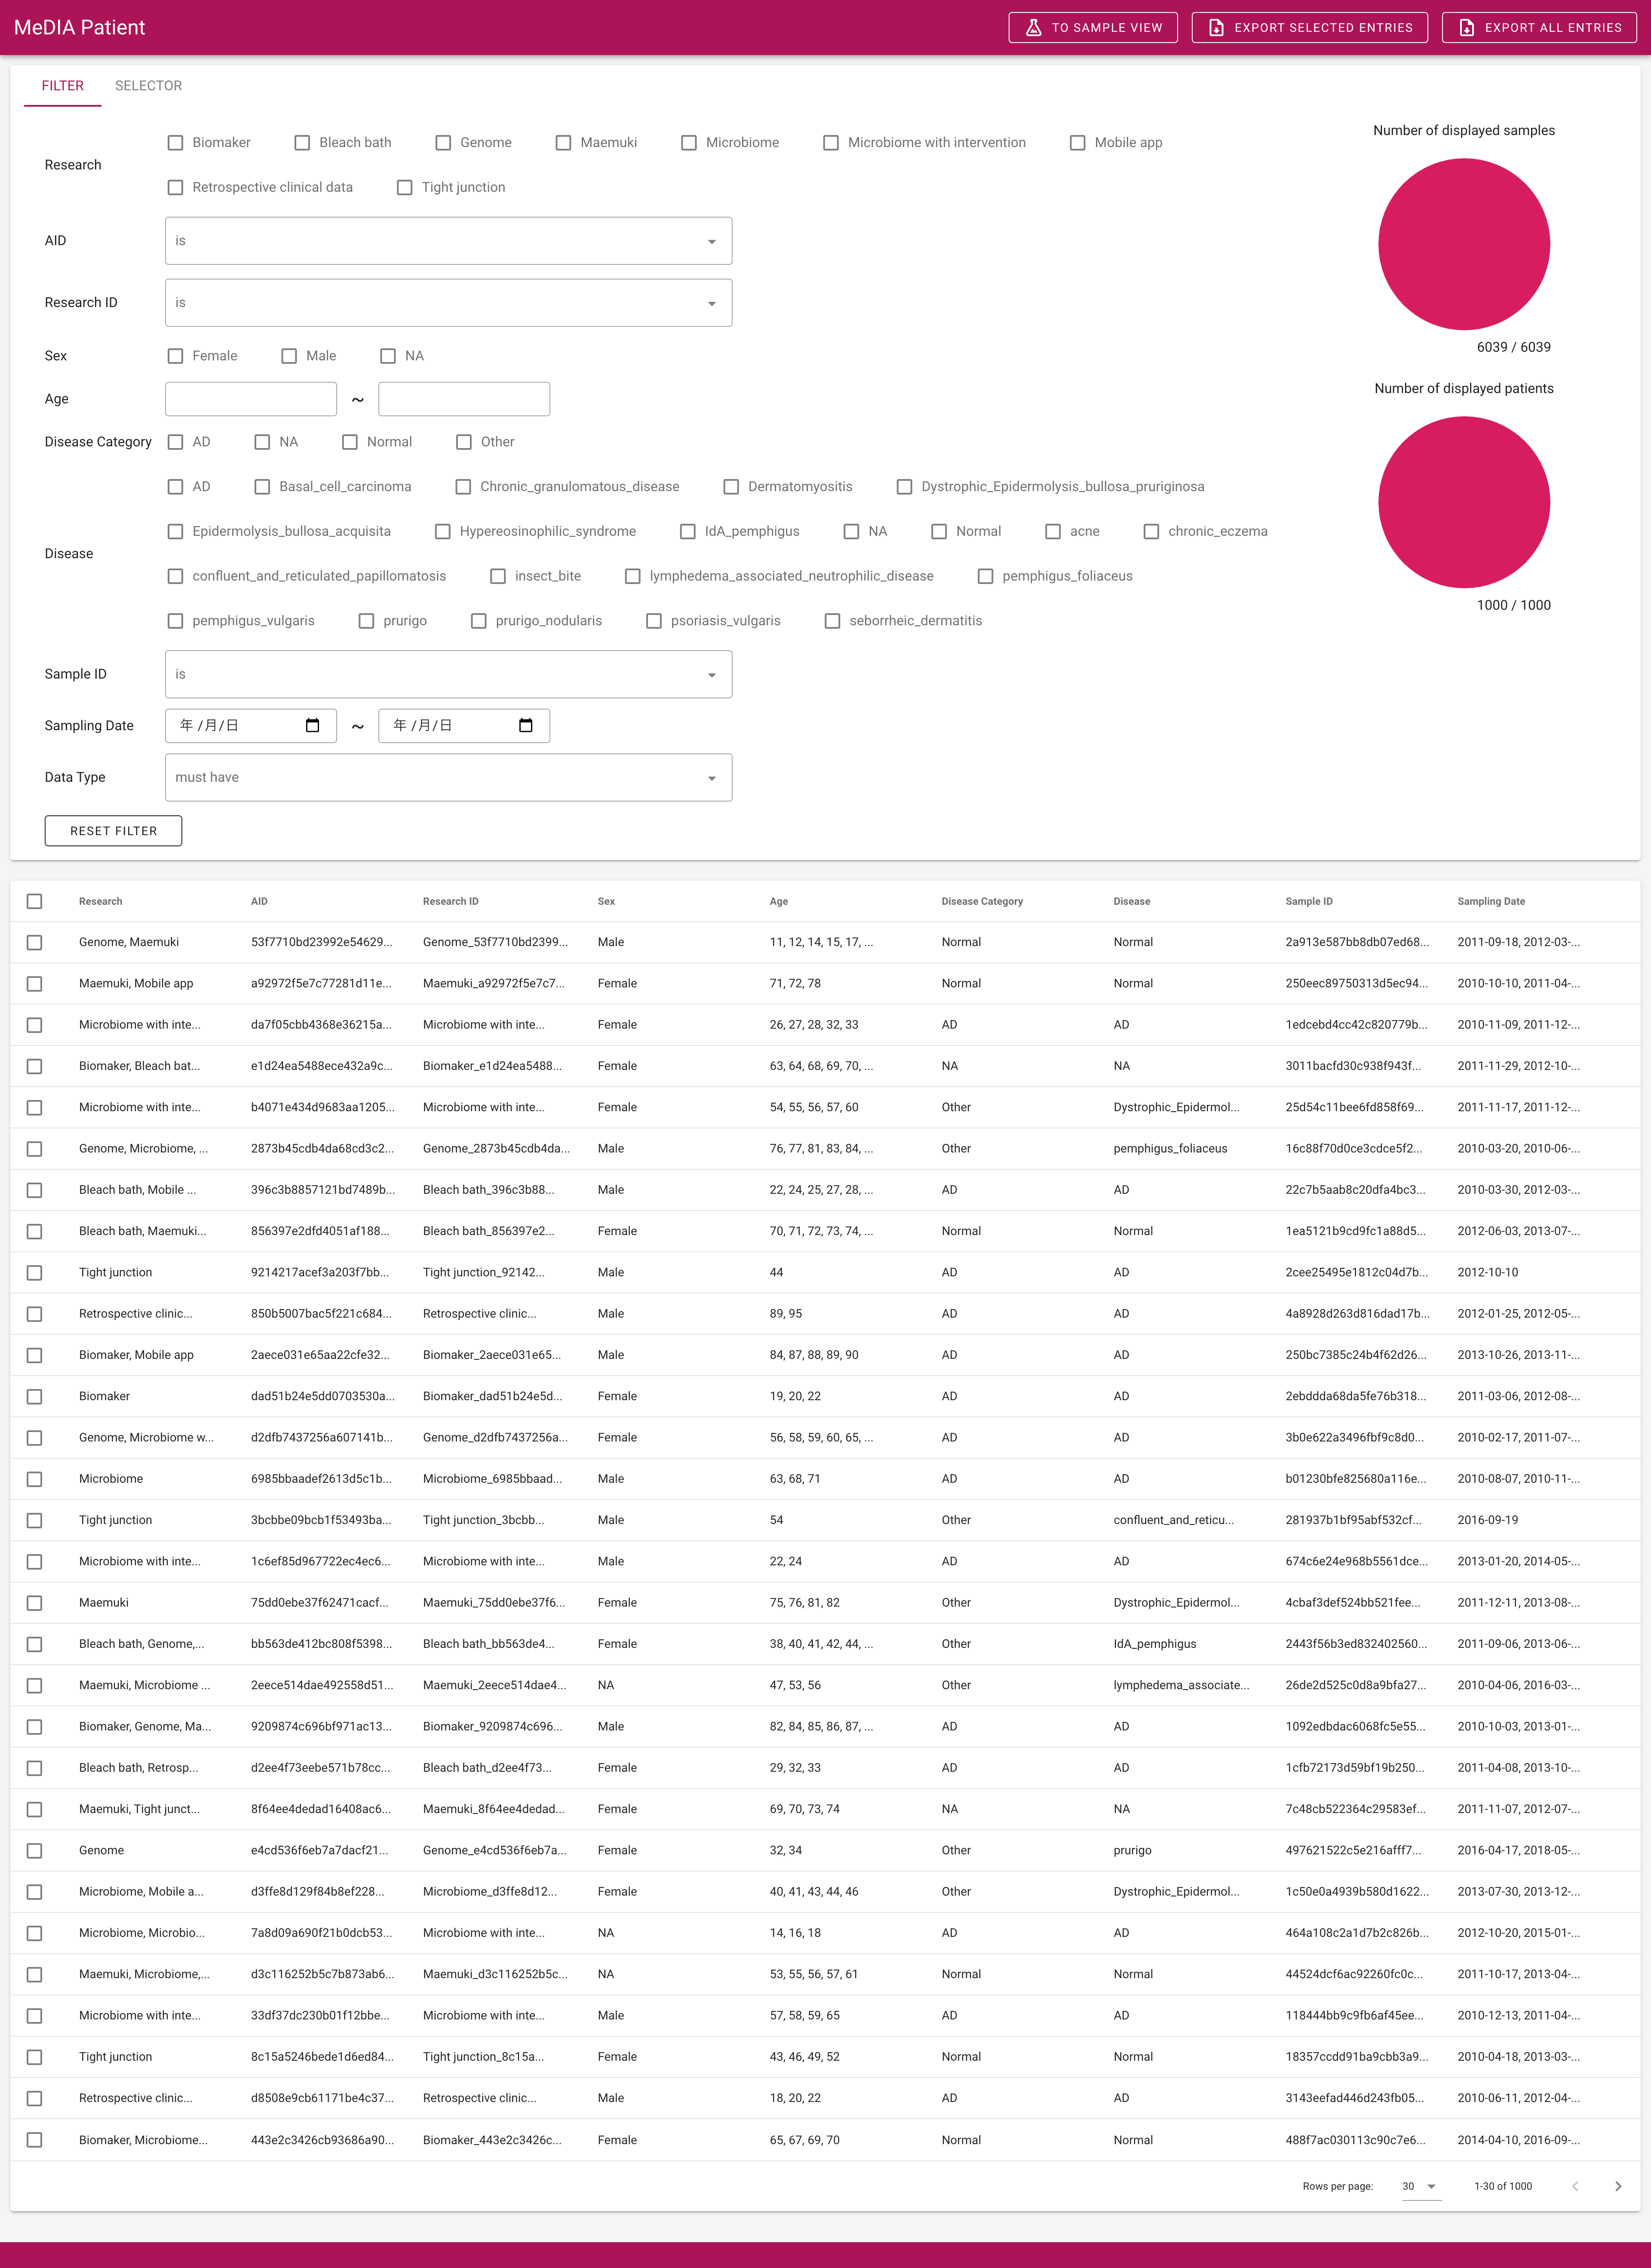 MeDIA Patient TO SAMPLE VIEW EXPORT SELECTED ENTRIES EXPORT ALL ENTRIES
FILTER SELECTOR
Research Biomaker Bleach bath Genome Maemuki Microbiome Microbiome with intervention Mobile app
Retrospective clinical data Tight junction
AID is
Research ID is
Sex Female Male NA
Age ~
Disease Category AD NA Normal Other
Disease AD Basal_cell_carcinoma Chronic_granulomatous_disease Dermatomyositis Dystrophic_Epidermolysis_bullosa_pruriginosa
Epidermolysis_bullosa_acquisita Hypereosinophilic_syndrome IdA_pemphigus NA Normal acne chronic_eczema
confluent_and_reticulated_papillomatosis insect_bite lymphedema_associated_neutrophilic_disease pemphigus_foliaceus
pemphigus_vulgaris prurigo prurigo_nodularis psoriasis_vulgaris seborrheic_dermatitis
Sample ID is
Sampling Date 年 /月/日 ~ 年 /月/日
Data Type must have
RESET FILTER
Number of displayed samples
6039 / 6039
Number of displayed patients
1000 / 1000
Research AID Research ID Sex Age Disease Category Disease Sample ID Sampling Date
Genome, Maemuki 53f7710bd23992e54629... Genome_53f7710bd2399... Male 11, 12, 14, 15, 17, ... Normal Normal 2a913e587bb8db07ed68... 2011-09-18, 2012-03-...
Maemuki, Mobile app a92972f5e7c77281d11e... Maemuki_a92972f5e7c7... Female 71, 72, 78 Normal Normal 250eec89750313d5ec94... 2010-10-10, 2011-04-...
Microbiome with inte... da7f05cbb4368e36215a... Microbiome with inte... Female 26, 27, 28, 32, 33 AD AD 1edcebd4cc42c820779b... 2010-11-09, 2011-12-...
Biomaker, Bleach bat... e1d24ea5488ece432a9c... Biomaker_e1d24ea5488... Female 63, 64, 68, 69, 70, ... NA NA 3011bacfd30c938f943f... 2011-11-29, 2012-10-...
Microbiome with inte... b4071e434d9683aa1205... Microbiome with inte... Female 54, 55, 56, 57, 60 Other Dystrophic_Epidermol... 25d54c11bee6fd858f69... 2011-11-17, 2011-12-...
Genome, Microbiome, ... 2873b45cdb4da68cd3c2... Genome_2873b45cdb4da... Male 76, 77, 81, 83, 84, ... Other pemphigus_foliaceus 16c88f70d0ce3cdce5f2... 2010-03-20, 2010-06-...
Bleach bath, Mobile ... 396c3b8857121bd7489b... Bleach bath_396c3b88... Male 22, 24, 25, 27, 28, ... AD AD 22c7b5aab8c20dfa4bc3... 2010-03-30, 2012-03-...
Bleach bath, Maemuki... 856397e2dfd4051af188... Bleach bath_856397e2... Female 70, 71, 72, 73, 74, ... Normal Normal 1ea5121b9cd9fc1a88d5... 2012-06-03, 2013-07-...
Tight junction 9214217acef3a203f7bb... Tight junction_92142... Male 44 AD AD 2cee25495e1812c04d7b... 2012-10-10
Retrospective clinic... 850b5007bac5f221c684... Retrospective clinic... Male 89, 95 AD AD 4a8928d263d816dad17b... 2012-01-25, 2012-05-...
Biomaker, Mobile app 2aece031e65aa22cfe32... Biomaker_2aece031e65... Male 84, 87, 88, 89, 90 AD AD 250bc7385c24b4f62d26... 2013-10-26, 2013-11-...
Biomaker dad51b24e5dd0703530a... Biomaker_dad51b24e5d... Female 19, 20, 22 AD AD 2ebddda68da5fe76b318... 2011-03-06, 2012-08-...
Genome, Microbiome w... d2dfb7437256a607141b... Genome_d2dfb7437256a... Female 56, 58, 59, 60, 65, ... AD AD 3b0e622a3496fbf9c8d0... 2010-02-17, 2011-07-...
Microbiome 6985bbaadef2613d5c1b... Microbiome_6985bbaad... Male 63, 68, 71 AD AD b01230bfe825680a116e... 2010-08-07, 2010-11-...
Tight junction 3bcbbe09bcb1f53493ba... Tight junction_3bcbb... Male 54 Other confluent_and_reticu... 281937b1bf95abf532cf... 2016-09-19
Microbiome with inte... 1c6ef85d967722ec4ec6... Microbiome with inte... Male 22, 24 AD AD 674c6e24e968b5561dce... 2013-01-20, 2014-05-...
Maemuki 75dd0ebe37f62471cacf... Maemuki_75dd0ebe37f6... Female 75, 76, 81, 82 Other Dystrophic_Epidermol... 4cbaf3def524bb521fee... 2011-12-11, 2013-08-...
Bleach bath, Genome,... bb563de412bc808f5398... Bleach bath_bb563de4... Female 38, 40, 41, 42, 44, ... Other IdA_pemphigus 2443f56b3ed832402560... 2011-09-06, 2013-06-...
Maemuki, Microbiome ... 2eece514dae492558d51... Maemuki_2eece514dae4... NA 47, 53, 56 Other lymphedema_associate... 26de2d525c0d8a9bfa27... 2010-04-06, 2016-03-...
Biomaker, Genome, Ma... 9209874c696bf971ac13... Biomaker_9209874c696... Male 82, 84, 85, 86, 87, ... AD AD 1092edbdac6068fc5e55... 2010-10-03, 2013-01-...
Bleach bath, Retrosp... d2ee4f73eebe571b78cc... Bleach bath_d2ee4f73... Female 29, 32, 33 AD AD 1cfb72173d59bf19b250... 2011-04-08, 2013-10-...
Maemuki, Tight junct... 8f64ee4dedad16408ac6... Maemuki_8f64ee4dedad... Female 69, 70, 73, 74 NA NA 7c48cb522364c29583ef... 2011-11-07, 2012-07-...
Genome e4cd536f6eb7a7dacf21... Genome_e4cd536f6eb7a... Female 32, 34 Other prurigo 497621522c5e216afff7... 2016-04-17, 2018-05-...
Microbiome, Mobile a... d3ffe8d129f84b8ef228... Microbiome_d3ffe8d12... Female 40, 41, 43, 44, 46 Other Dystrophic_Epidermol... 1c50e0a4939b580d1622... 2013-07-30, 2013-12-...
Microbiome, Microbio... 7a8d09a690f21b0dcb53... Microbiome with inte... NA 14, 16, 18 AD AD 464a108c2a1d7b2c826b... 2012-10-20, 2015-01-...
Maemuki, Microbiome,... d3c116252b5c7b873ab6... Maemuki_d3c116252b5c... NA 53, 55, 56, 57, 61 Normal Normal 44524dcf6ac92260fc0c... 2011-10-17, 2013-04-...
Microbiome with inte... 33df37dc230b01f12bbe... Microbiome with inte... Male 57, 58, 59, 65 AD AD 118444bb9c9fb6af45ee... 2010-12-13, 2011-04-...
Tight junction 8c15a5246bede1d6ed84... Tight junction_8c15a... Female 43, 46, 49, 52 Normal Normal 18357ccdd91ba9cbb3a9... 2010-04-18, 2013-03-...
Retrospective clinic... d8508e9cb61171be4c37... Retrospective clinic... Male 18, 20, 22 AD AD 3143eefad446d243fb05... 2010-06-11, 2012-04-...
Biomaker, Microbiome... 443e2c3426cb93686a90... Biomaker_443e2c3426c... Female 65, 67, 69, 70 Normal Normal 488f7ac030113c90c7e6... 2014-04-10, 2016-09-...
Rows per page: 30 1-30 of 1000